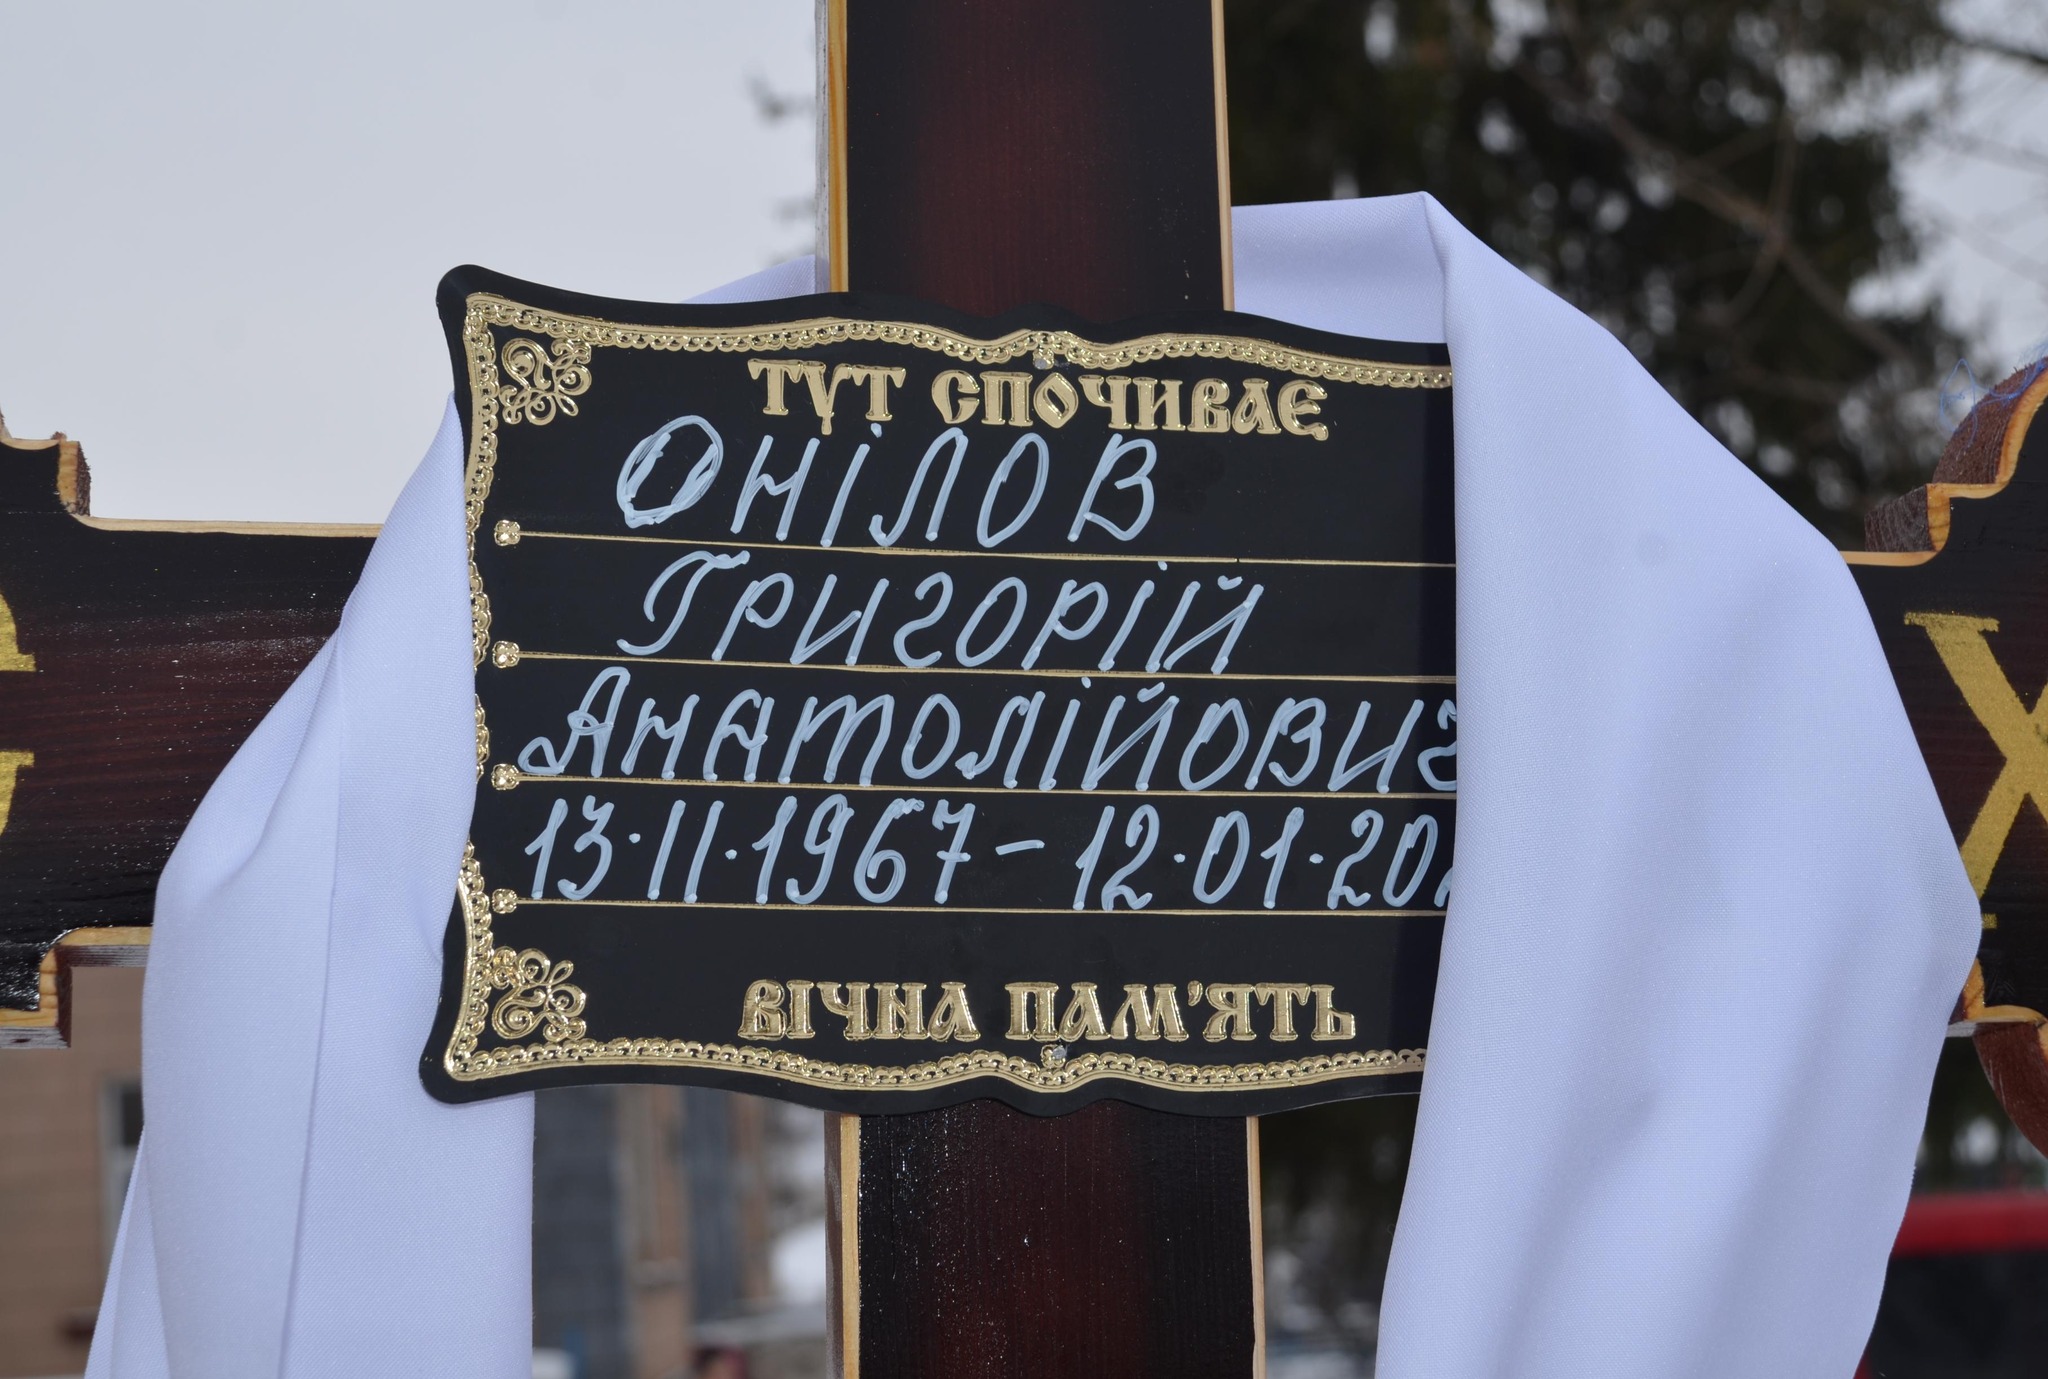 ТУТ СПОЧИВАЄ
ОНІЛОВ
ГРИГОРІЙ
АНАТОЛІЙОВИЧ
13.11.1967 – 12.01.20
ВІЧНА ПАМ'ЯТЬ
Х